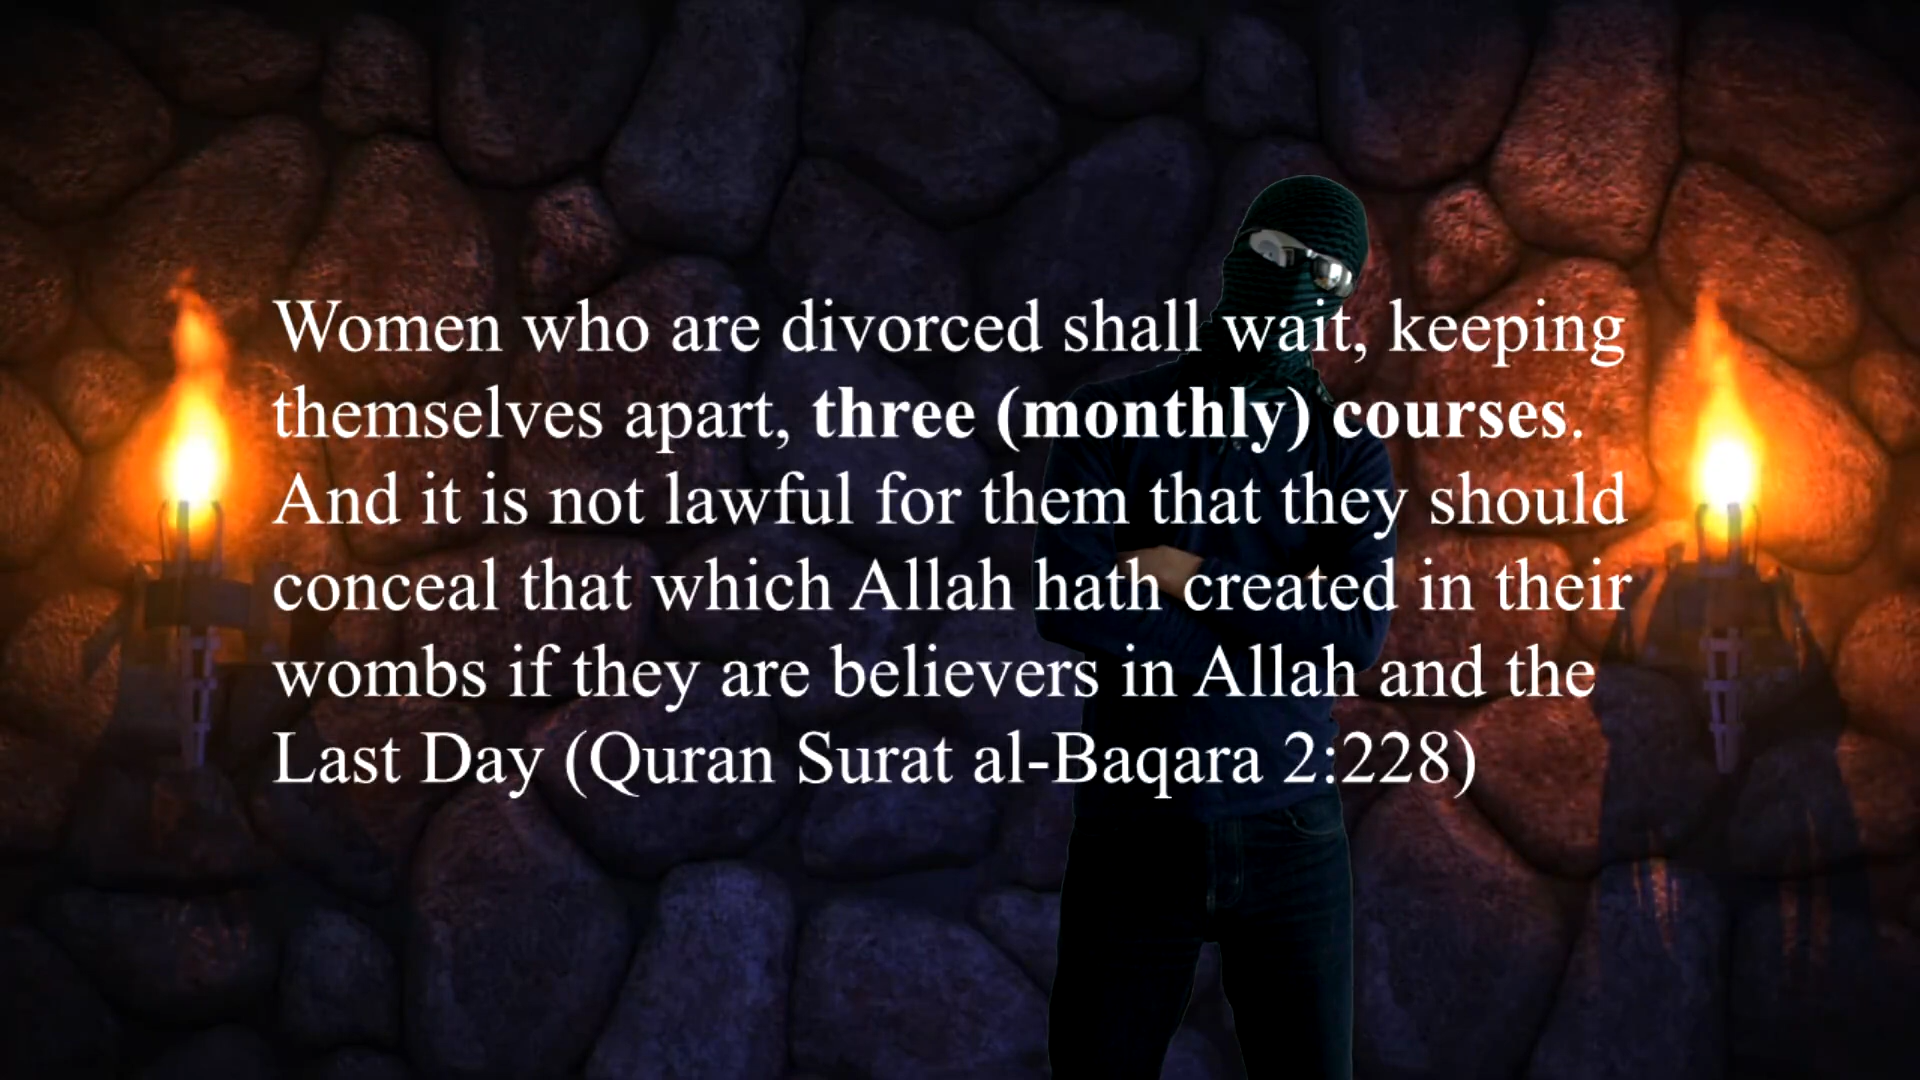 Women who are divorced shall wait, keeping
themselves apart, three (monthly) courses.
And it is not lawful for them that they should
conceal that which Allah hath created in their
wombs if they are believers in Allah and the
Last Day (Quran Surat al-Baqara 2:228)